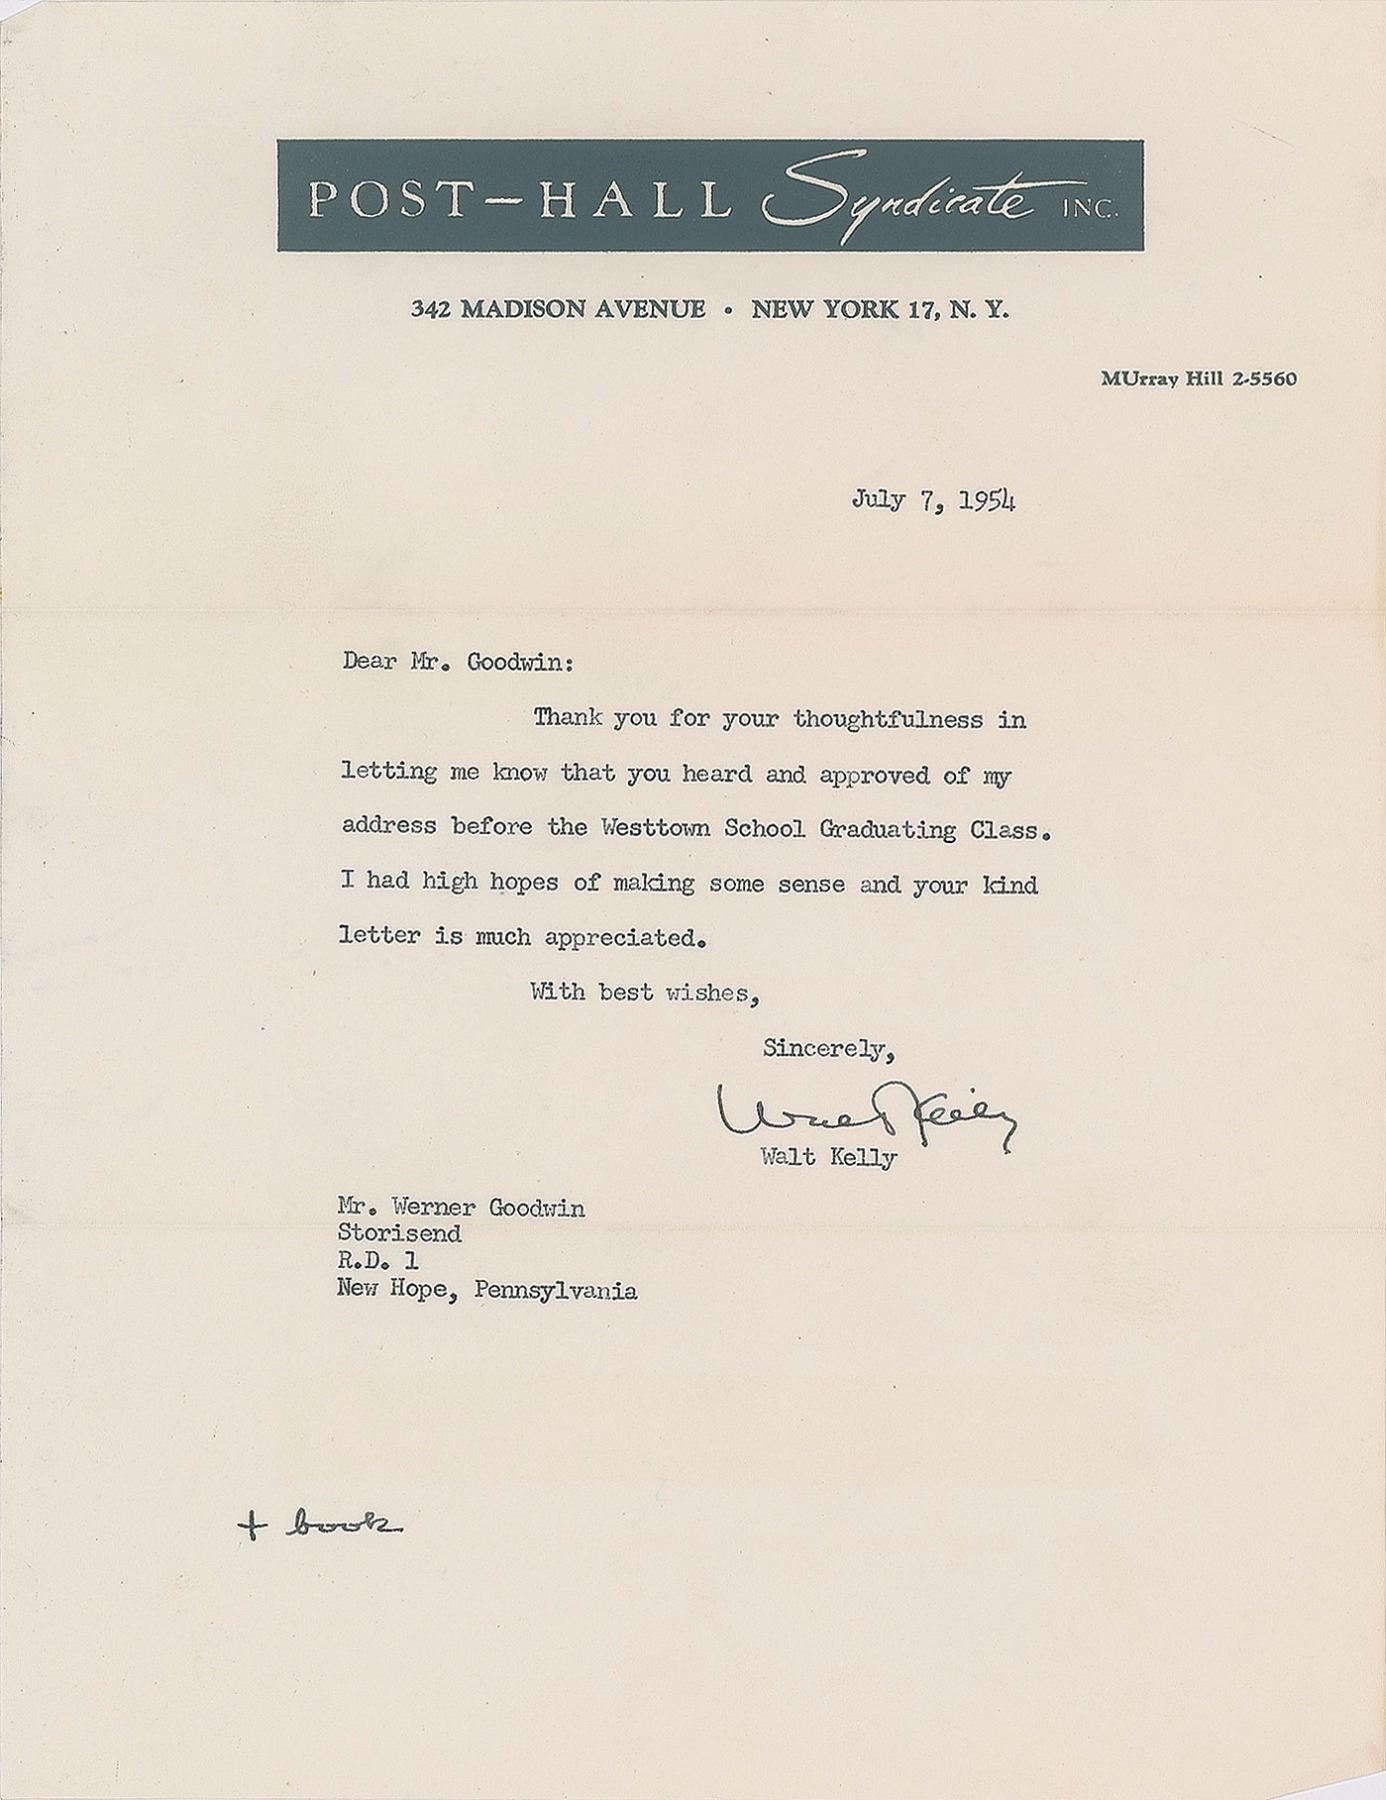 POST-HALL Syndicate INC.
342 MADISON AVENUE • NEW YORK 17, N. Y.
MUrray Hill 2-5560
July 7, 1954
Dear Mr. Goodwin:
Thank you for your thoughtfulness in
letting me know that you heard and approved of my
address before the Westtown School Graduating Class.
I had high hopes of making some sense and your kind
letter is much appreciated.
With best wishes,
Sincerely,
Walt Kelly
Walt Kelly
Mr. Werner Goodwin
Storisend
R.D. 1
New Hope, Pennsylvania
+ book